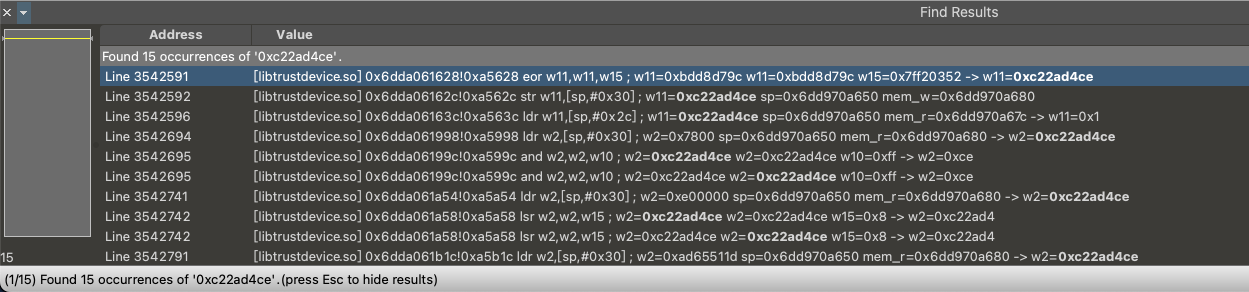 Find Results
Address Value
Found 15 occurrences of '0xc22ad4ce'.
Line 3542591 [libtrustdevice.so] 0x6dda061628!0xa5628 eor w11,w11,w15 ; w11=0xbdd8d79c w11=0xbdd8d79c w15=0x7ff20352 -> w11=0xc22ad4ce
Line 3542592 [libtrustdevice.so] 0x6dda06162c!0xa562c str w11,[sp,#0x30] ; w11=0xc22ad4ce sp=0x6dd970a650 mem_w=0x6dd970a680
Line 3542596 [libtrustdevice.so] 0x6dda06163c!0xa563c ldr w11,[sp,#0x2c] ; w11=0xc22ad4ce sp=0x6dd970a650 mem_r=0x6dd970a67c -> w11=0x1
Line 3542694 [libtrustdevice.so] 0x6dda061998!0xa5998 ldr w2,[sp,#0x30] ; w2=0x7800 sp=0x6dd970a650 mem_r=0x6dd970a680 -> w2=0xc22ad4ce
Line 3542695 [libtrustdevice.so] 0x6dda06199c!0xa599c and w2,w2,w10 ; w2=0xc22ad4ce w2=0xc22ad4ce w10=0xff -> w2=0xce
Line 3542695 [libtrustdevice.so] 0x6dda06199c!0xa599c and w2,w2,w10 ; w2=0xc22ad4ce w2=0xc22ad4ce w10=0xff -> w2=0xce
Line 3542741 [libtrustdevice.so] 0x6dda061a54!0xa5a54 ldr w2,[sp,#0x30] ; w2=0xe00000 sp=0x6dd970a650 mem_r=0x6dd970a680 -> w2=0xc22ad4ce
Line 3542742 [libtrustdevice.so] 0x6dda061a58!0xa5a58 lsr w2,w2,w15 ; w2=0xc22ad4ce w2=0xc22ad4ce w15=0x8 -> w2=0xc22ad4
Line 3542742 [libtrustdevice.so] 0x6dda061a58!0xa5a58 lsr w2,w2,w15 ; w2=0xc22ad4ce w2=0xc22ad4ce w15=0x8 -> w2=0xc22ad4
15 Line 3542791 [libtrustdevice.so] 0x6dda061b1c!0xa5b1c ldr w2,[sp,#0x30] ; w2=0xad65511d sp=0x6dd970a650 mem_r=0x6dd970a680 -> w2=0xc22ad4ce
(1/15) Found 15 occurrences of '0xc22ad4ce'.(press Esc to hide results)